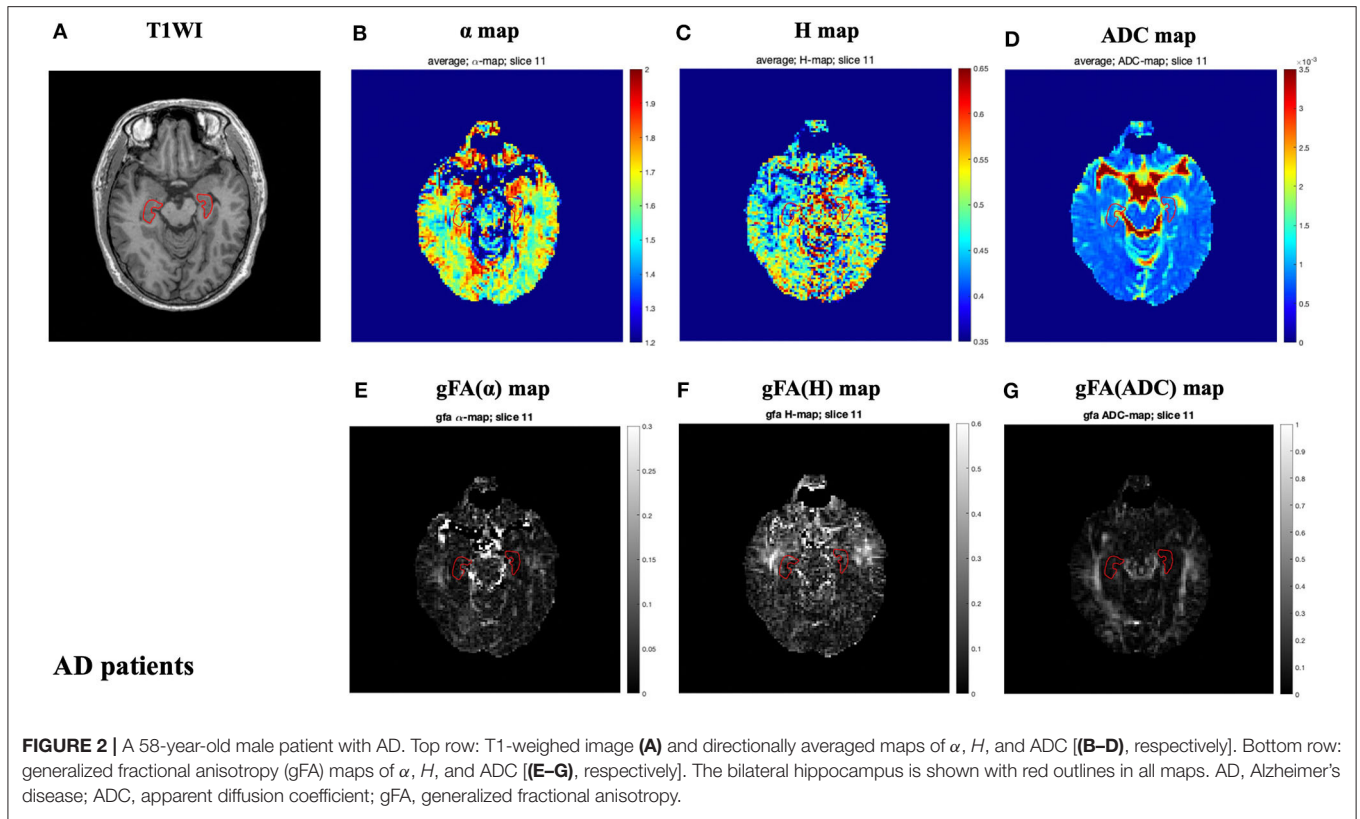 A T1WI
B α map
average; α-map; slice 11
2
1.9
1.8
1.7
1.6
1.5
1.4
1.3
1.2
C H map
average; H-map; slice 11
0.65
0.6
0.55
0.5
0.45
0.4
0.35
D ADC map
average; ADC-map; slice 11
×10⁻³
3.5
3
2.5
2
1.5
1
0.5
0
E gFA(α) map
gfa α-map; slice 11
0.3
0.25
0.2
0.15
0.1
0.05
0
F gFA(H) map
gfa H-map; slice 11
0.6
0.5
0.4
0.3
0.2
0.1
0
G gFA(ADC) map
gfa ADC-map; slice 11
1
0.9
0.8
0.7
0.6
0.5
0.4
0.3
0.2
0.1
0
AD patients
FIGURE 2 | A 58-year-old male patient with AD. Top row: T1-weighed image (A) and directionally averaged maps of α, H, and ADC [(B–D), respectively]. Bottom row:
generalized fractional anisotropy (gFA) maps of α, H, and ADC [(E–G), respectively]. The bilateral hippocampus is shown with red outlines in all maps. AD, Alzheimer's
disease; ADC, apparent diffusion coefficient; gFA, generalized fractional anisotropy.